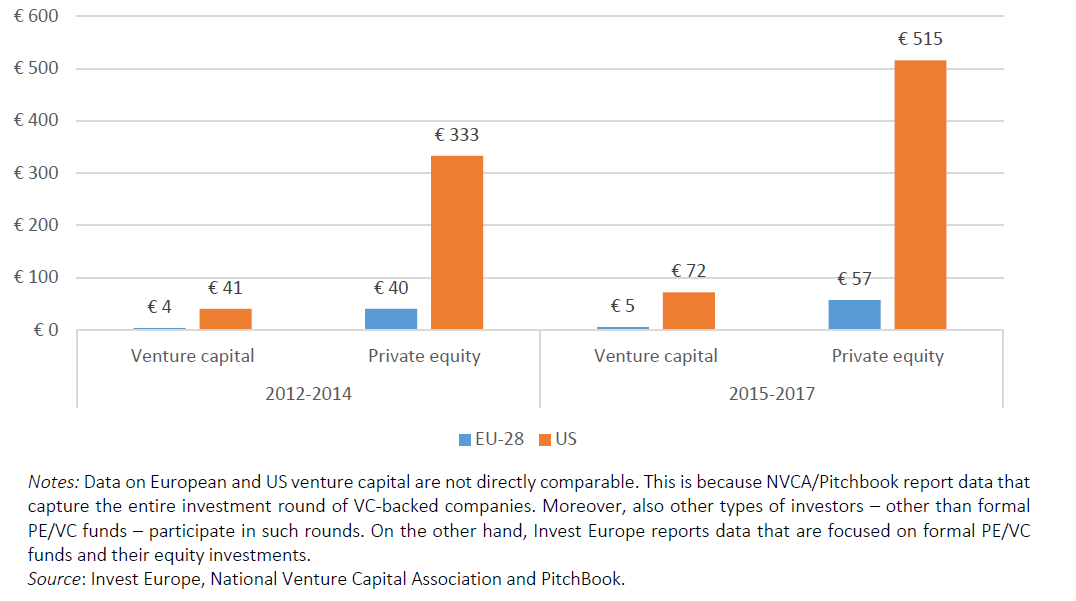 € 600
€ 500
€ 400
€ 300
€ 200
€ 100
€ 0
€ 4
€ 41
€ 40
€ 333
€ 5
€ 72
€ 57
€ 515
Venture capital
Private equity
Venture capital
Private equity
2012-2014
2015-2017
EU-28
US
Notes: Data on European and US venture capital are not directly comparable. This is because NVCA/Pitchbook report data that
capture the entire investment round of VC-backed companies. Moreover, also other types of investors – other than formal
PE/VC funds – participate in such rounds. On the other hand, Invest Europe reports data that are focused on formal PE/VC
funds and their equity investments.
Source: Invest Europe, National Venture Capital Association and PitchBook.